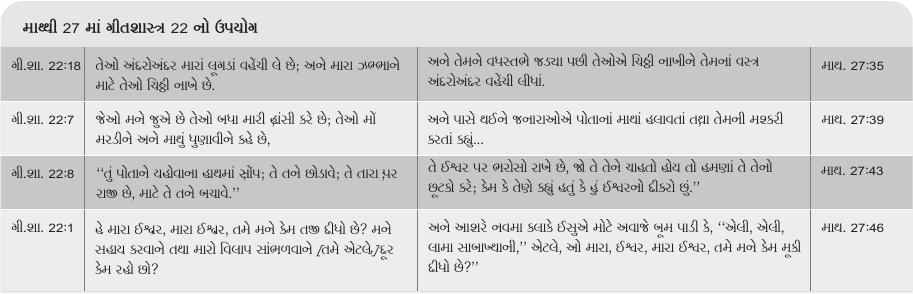 માથ્થી 27 માં ગીતશાસ્ત્ર 22 નો ઉપયોગ
ગી.શા. 22:18
તેઓ અંદરોઅંદર મારાં લૂગડાં વહેંચી લે છે; અને મારા ઝભ્ભાને
માટે તેઓ ચિઠ્ઠી નાખે છે.
અને તેમને વધસ્તંભે જડ્યા પછી તેઓએ ચિઠ્ઠી નાખીને તેમનાં વસ્ત્ર
અંદરોઅંદર વહેંચી લીધાં.
માથ. 27:35
ગી.શા. 22:7
જેઓ મને જુએ છે તેઓ બધા મારી હાંસી કરે છે; તેઓ મોં
મરડીને અને માથું ધુણાવીને કહે છે,
અને પાસે થઈને જનારાઓએ પોતાનાં માથાં હલાવતાં તથા તેમની મશ્કરી
કરતાં કહ્યું...
માથ. 27:39
ગી.શા. 22:8
‘‘તું પોતાને યહોવાના હાથમાં સોંપ; તે તને છોડાવે; તે તારા પર
રાજી છે, માટે તે તને બચાવે.’’
તે ઈશ્વર પર ભરોસો રાખે છે, જો તે તેને ચાહતો હોય તો હમણાં તે તેનો
છૂટકો કરે; કેમ કે તેણે કહ્યું હતું કે હું ઈશ્વરનો દીકરો છું.’’
માથ. 27:43
ગી.શા. 22:1
હે મારા ઈશ્વર, મારા ઈશ્વર, તમે મને કેમ તજી દીધો છે? મને
સહાય કરવાને તથા મારો વિલાપ સાંભળવાને /તમે એટલે/દૂર
કેમ રહો છો?
અને આશરે નવમા કલાકે ઈસુએ મોટે અવાજે બૂમ પાડી કે, ‘‘એલી, એલી,
લામા સાબાખ્થાની,’’ એટલે, ઓ મારા, ઈશ્વર, મારા ઈશ્વર, તમે મને કેમ મૂકી
દીધો છે?’’
માથ. 27:46